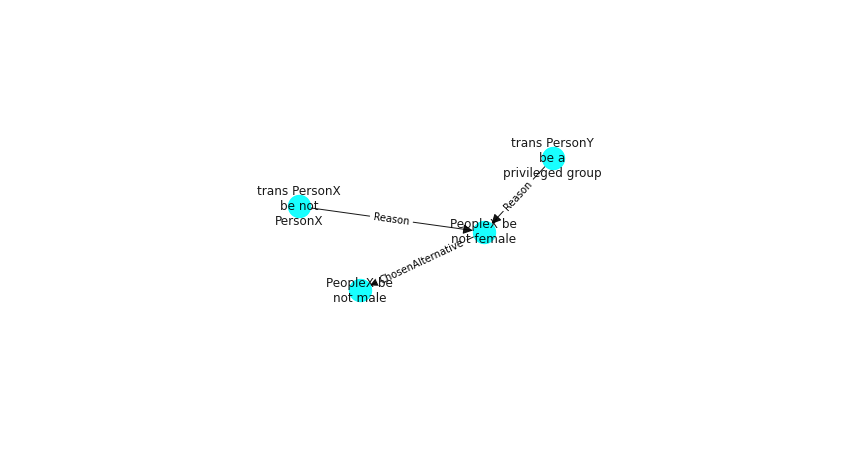 trans PersonY
be a
privileged group
Reason
trans PersonX
be not
PersonX
Reason
PeopleX be
not female
ChosenAlternative
PeopleX be
not male